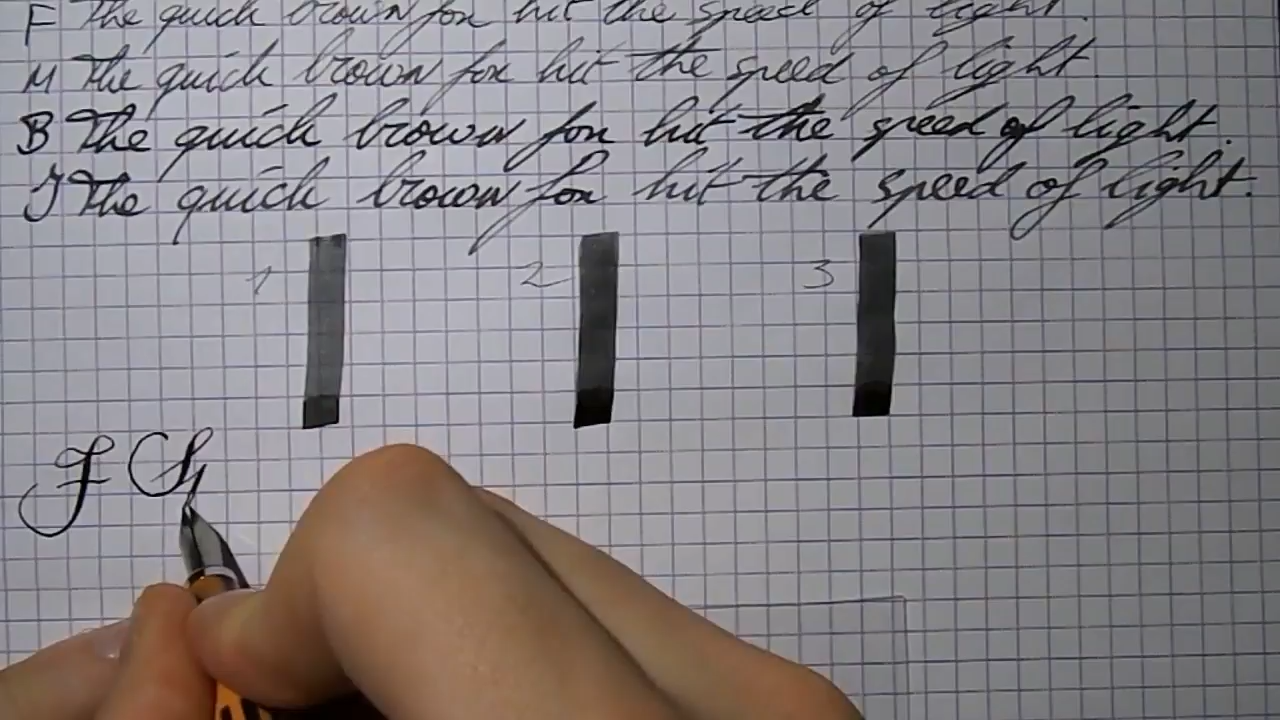 F The quick brown fox hit the speed of light.
M The quick brown fox hit the speed of light.
B The quick brown fox hit the speed of light.
J The quick brown fox hit the speed of light.
1 2 3
F